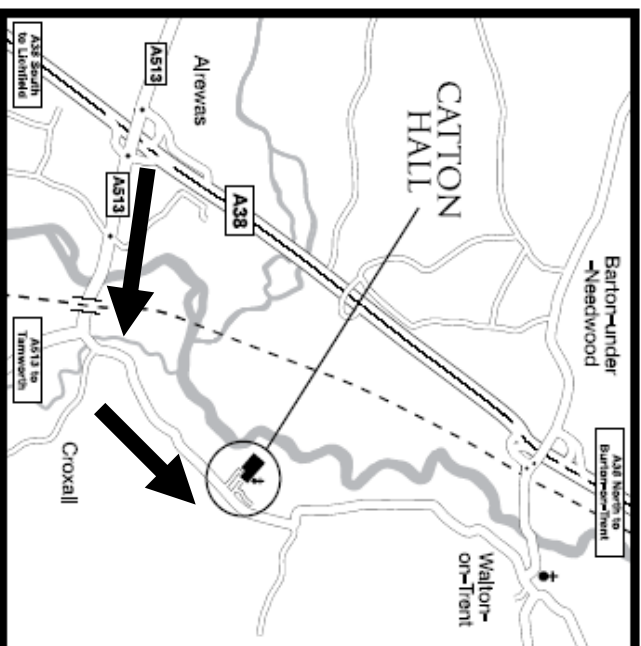 A38 North to
Burton-on-Trent
Barton-under
-Needwood
Walton-
on-Trent
CATTON
HALL
A38
Alrewas
A513
A513
A38 South
to Lichfield
A513 to
Tamworth
Croxall